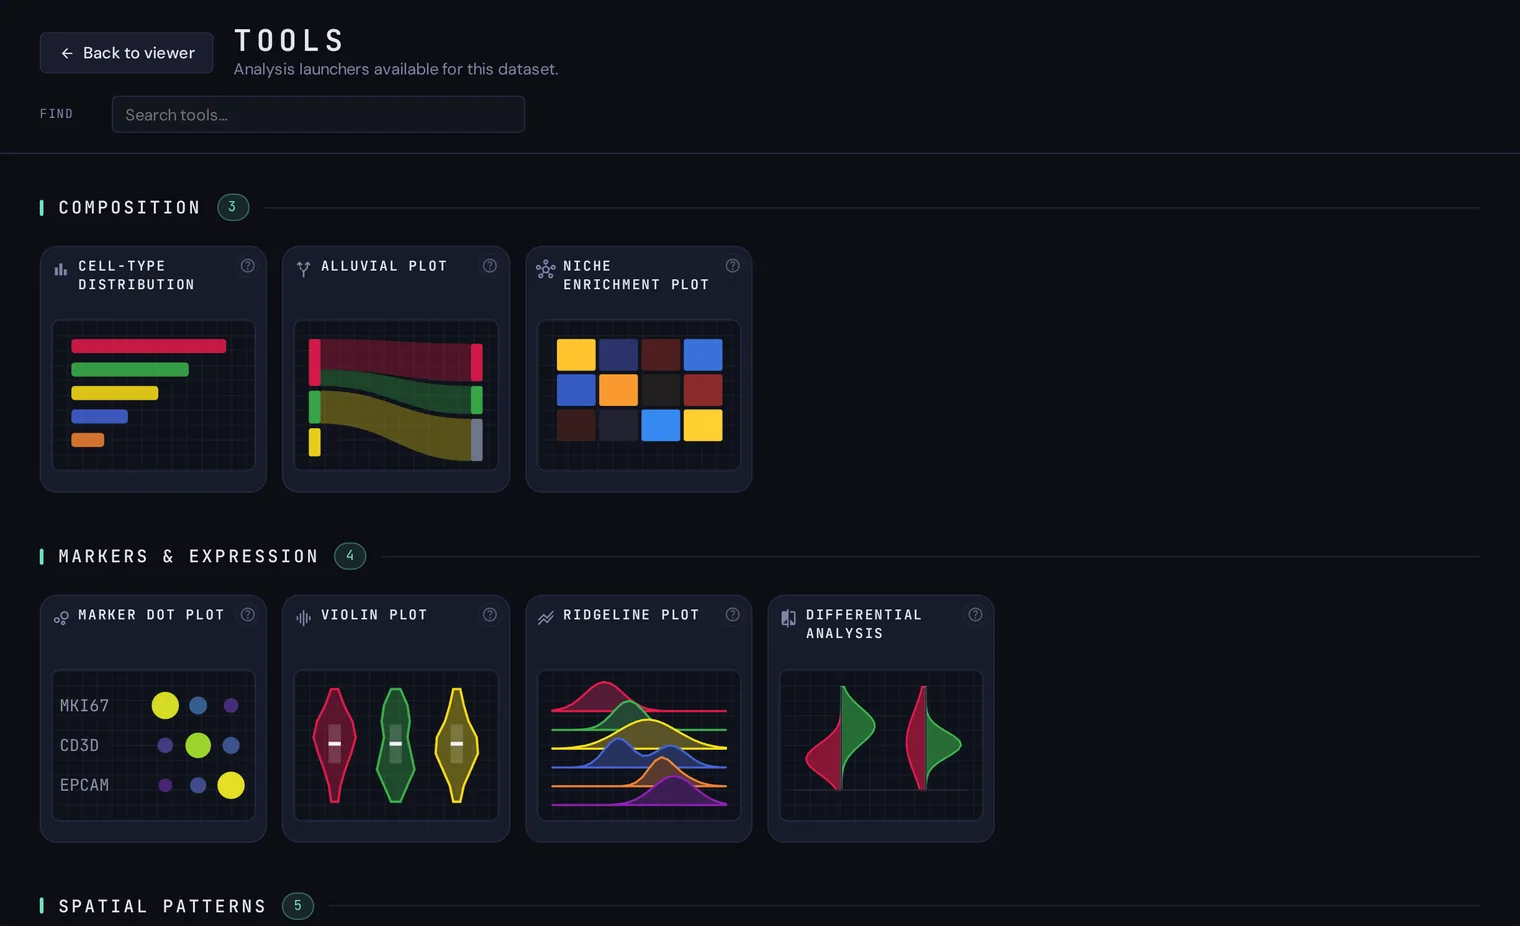 ← Back to viewer
TOOLS
Analysis launchers available for this dataset.
FIND
Search tools...
COMPOSITION 3
CELL-TYPE
DISTRIBUTION
?
ALLUVIAL PLOT ?
NICHE
ENRICHMENT PLOT
?
MARKERS & EXPRESSION 4
MARKER DOT PLOT ?
MKI67
CD3D
EPCAM
VIOLIN PLOT ?
RIDGELINE PLOT ?
DIFFERENTIAL
ANALYSIS
?
SPATIAL PATTERNS 5